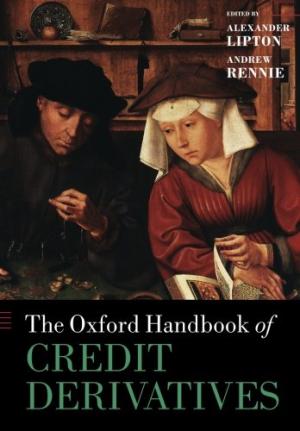 EDITED BY
ALEXANDER
LIPTON
ANDREW
RENNIE
The Oxford Handbook of
CREDIT
DERIVATIVES